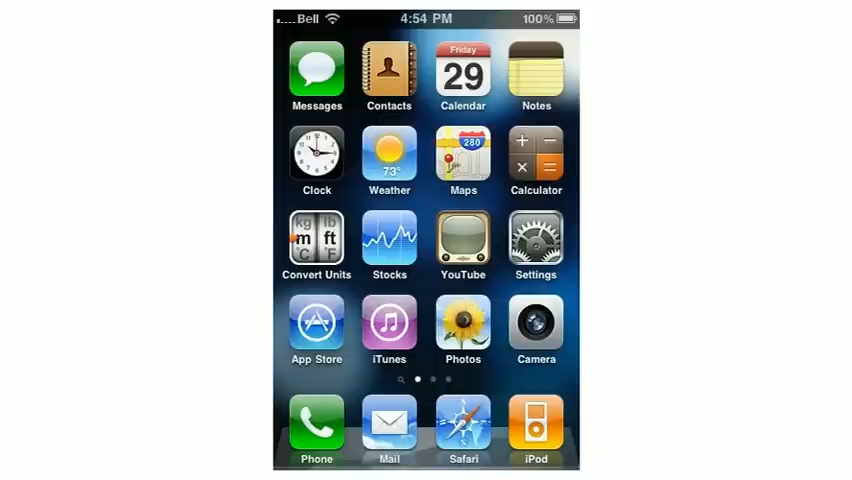 Bell 4:54 PM 100%
Friday
29
Messages Contacts Calendar Notes
280
73°
Clock Weather Maps Calculator
kg lb
m ft
°C °F
Convert Units Stocks YouTube Settings
App Store iTunes Photos Camera
Phone Mail Safari iPod